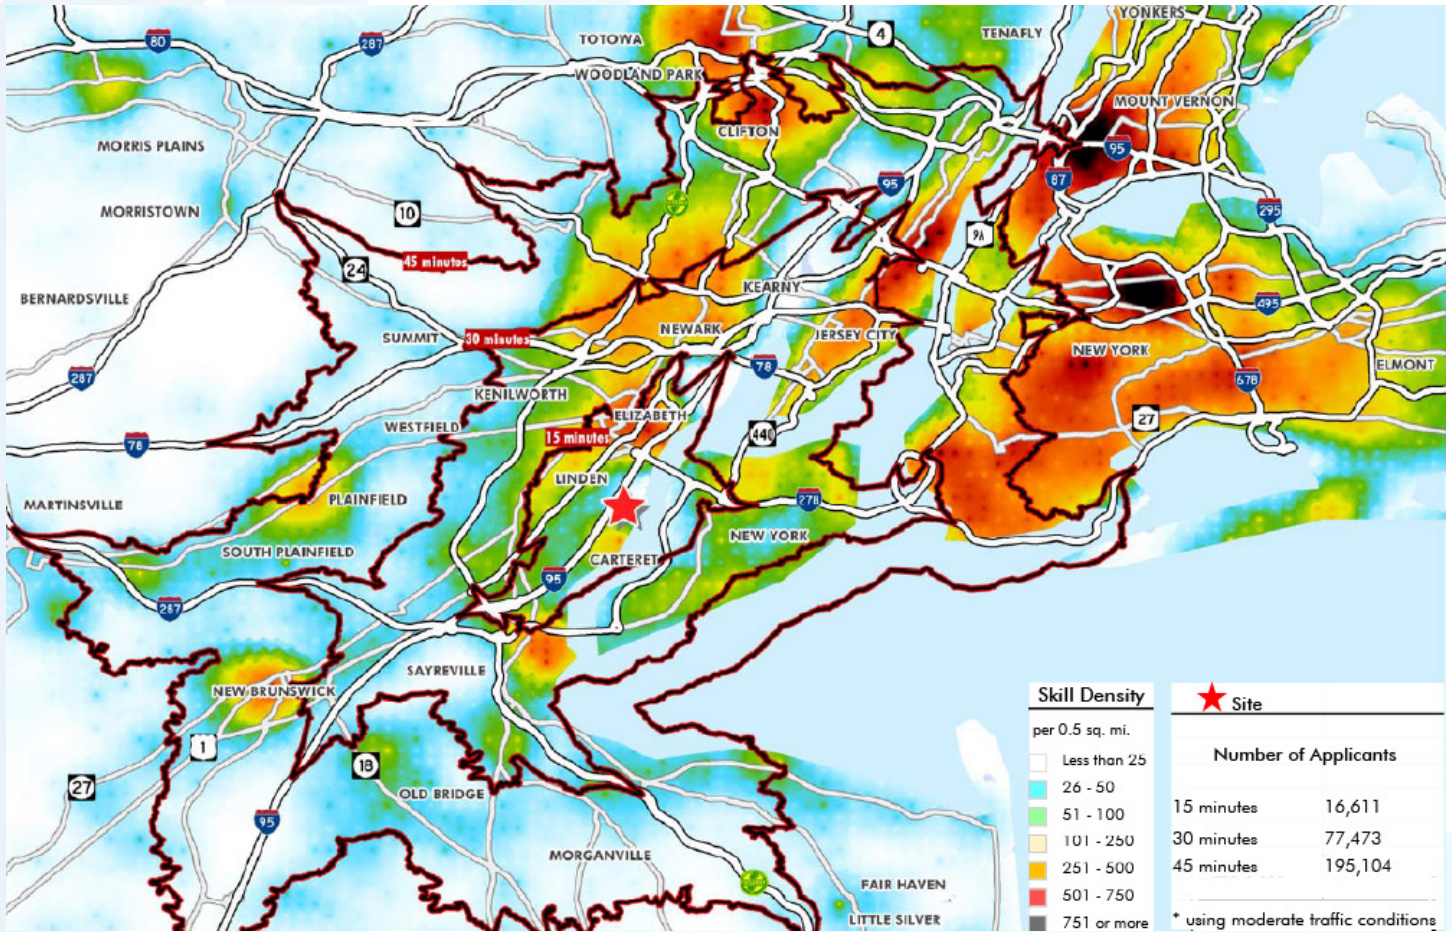 YONKERS
80
287
TOTOWA
4
TENAFLY
WOODLAND PARK
MOUNT VERNON
CLIFTON
MORRIS PLAINS
95
95
87
MORRISTOWN
10
295
9A
45 minutes
24
KEARNY
BERNARDSVILLE
495
NEWARK
JERSEY CITY
SUMMIT
30 minutes
NEW YORK
78
ELMONT
287
678
KENILWORTH
ELIZABETH
WESTFIELD
27
15 minutes
440
78
LINDEN
PLAINFIELD
278
MARTINSVILLE
NEW YORK
SOUTH PLAINFIELD
CARTERET
95
287
SAYREVILLE
NEW BRUNSWICK
1
18
27
OLD BRIDGE
95
MORGANVILLE
FAIR HAVEN
LITTLE SILVER
Skill Density
per 0.5 sq. mi.
Less than 25
26 - 50
51 - 100
101 - 250
251 - 500
501 - 750
751 or more
Site
Number of Applicants
15 minutes 16,611
30 minutes 77,473
45 minutes 195,104
* using moderate traffic conditions